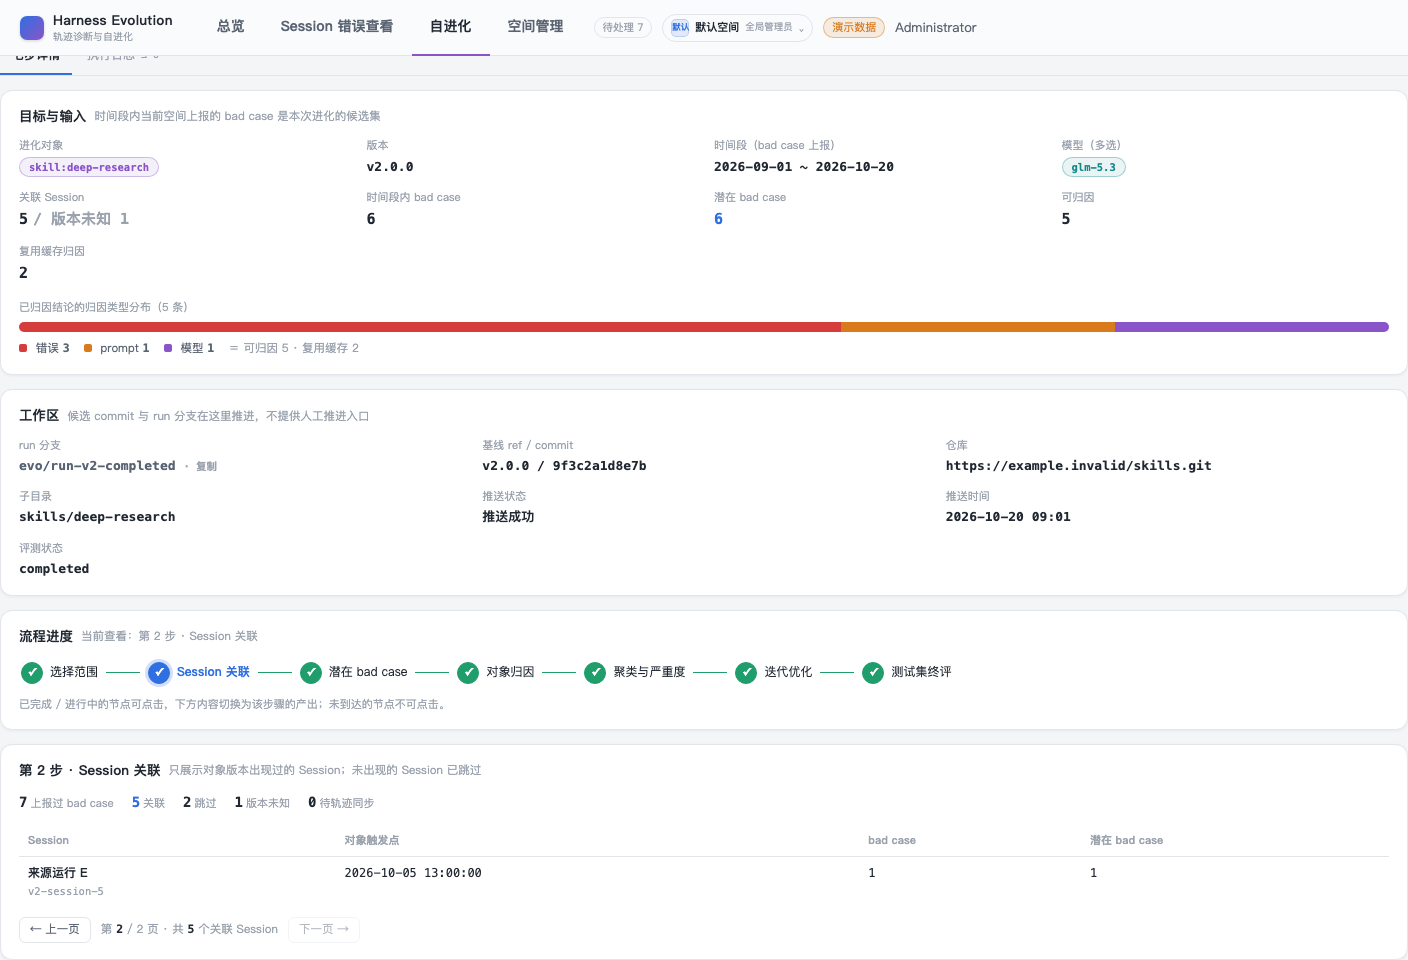 Harness Evolution
轨迹诊断与自进化
总览
Session 错误查看
自进化
空间管理
待处理 7
默认 默认空间 全局管理员
演示数据
Administrator
目标与输入 时间段内当前空间上报的 bad case 是本次进化的候选集
进化对象
版本
时间段（bad case 上报）
模型（多选）
skill:deep-research
v2.0.0
2026-09-01 ~ 2026-10-20
glm-5.3
关联 Session
时间段内 bad case
潜在 bad case
可归因
5 / 版本未知 1
6
6
5
复用缓存归因
2
已归因结论的归因类型分布（5 条）
错误 3 prompt 1 模型 1 = 可归因 5 · 复用缓存 2
工作区 候选 commit 与 run 分支在这里推进，不提供人工推进入口
run 分支
基线 ref / commit
仓库
evo/run-v2-completed · 复制
v2.0.0 / 9f3c2a1d8e7b
https://example.invalid/skills.git
子目录
推送状态
推送时间
skills/deep-research
推送成功
2026-10-20 09:01
评测状态
completed
流程进度 当前查看：第 2 步 · Session 关联
选择范围
Session 关联
潜在 bad case
对象归因
聚类与严重度
迭代优化
测试集终评
已完成 / 进行中的节点可点击，下方内容切换为该步骤的产出；未到达的节点不可点击。
第 2 步 · Session 关联 只展示对象版本出现过的 Session；未出现的 Session 已跳过
7 上报过 bad case 5 关联 2 跳过 1 版本未知 0 待轨迹同步
Session
对象触发点
bad case
潜在 bad case
来源运行 E
2026-10-05 13:00:00
1
1
v2-session-5
← 上一页
第 2 / 2 页 · 共 5 个关联 Session
下一页 →